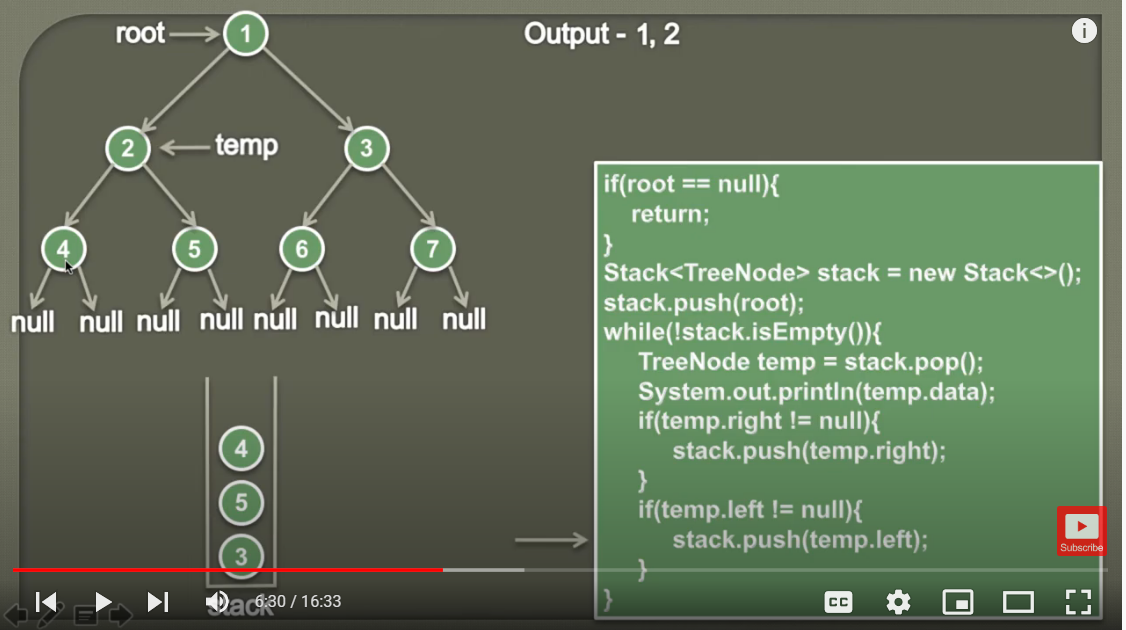 root
1
Output - 1, 2
2
temp
3
4
5
6
7
null null null null null null null null
4
5
3
stack
if(root == null){
return;
}
Stack<TreeNode> stack = new Stack<>();
stack.push(root);
while(!stack.isEmpty()){
TreeNode temp = stack.pop();
System.out.println(temp.data);
if(temp.right != null){
stack.push(temp.right);
}
if(temp.left != null){
stack.push(temp.left);
}
}
Subscribe
6:30 / 16:33
CC